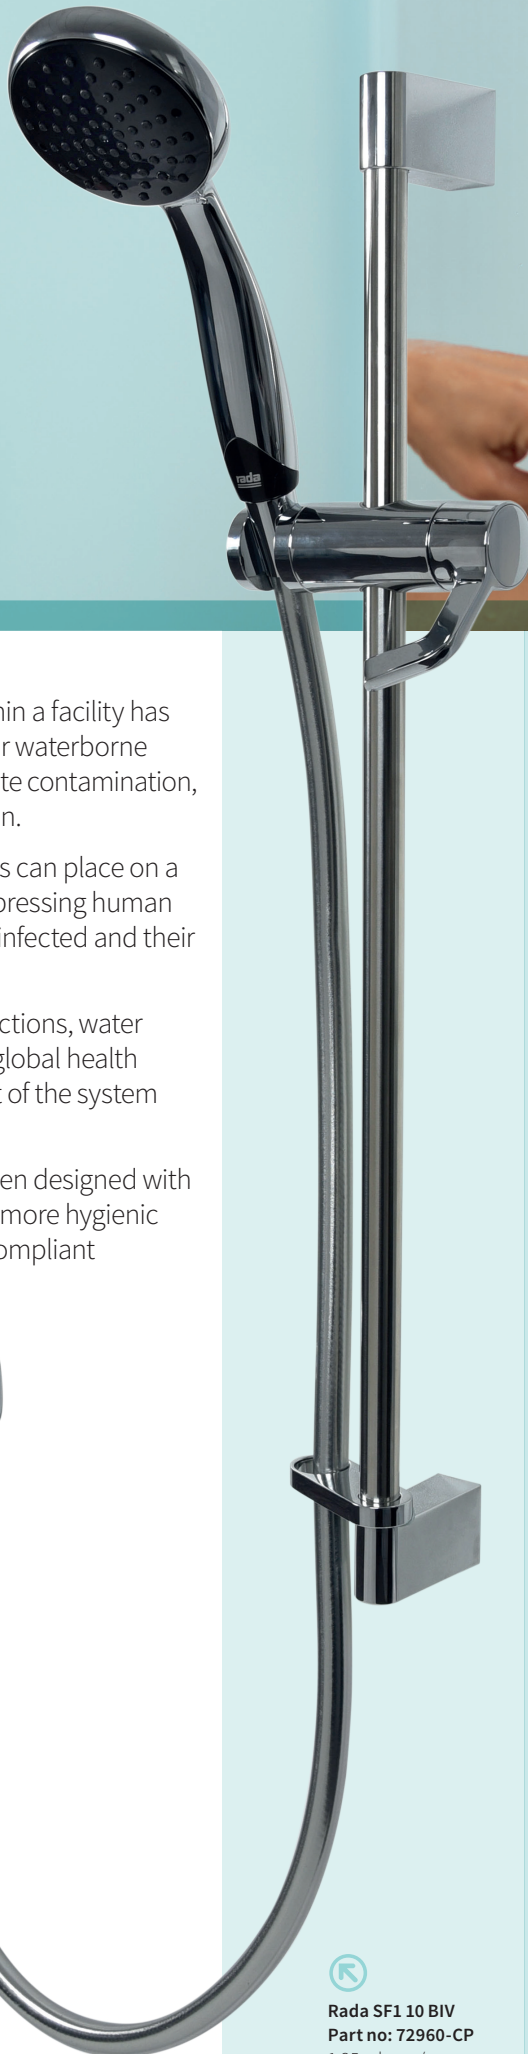 rada
in a facility has
r waterborne
te contamination,
n.
s can place on a
pressing human
infected and their
ctions, water
global health
of the system
en designed with
more hygienic
ompliant
Rada SF1 10 BIV
Part no: 72960-CP